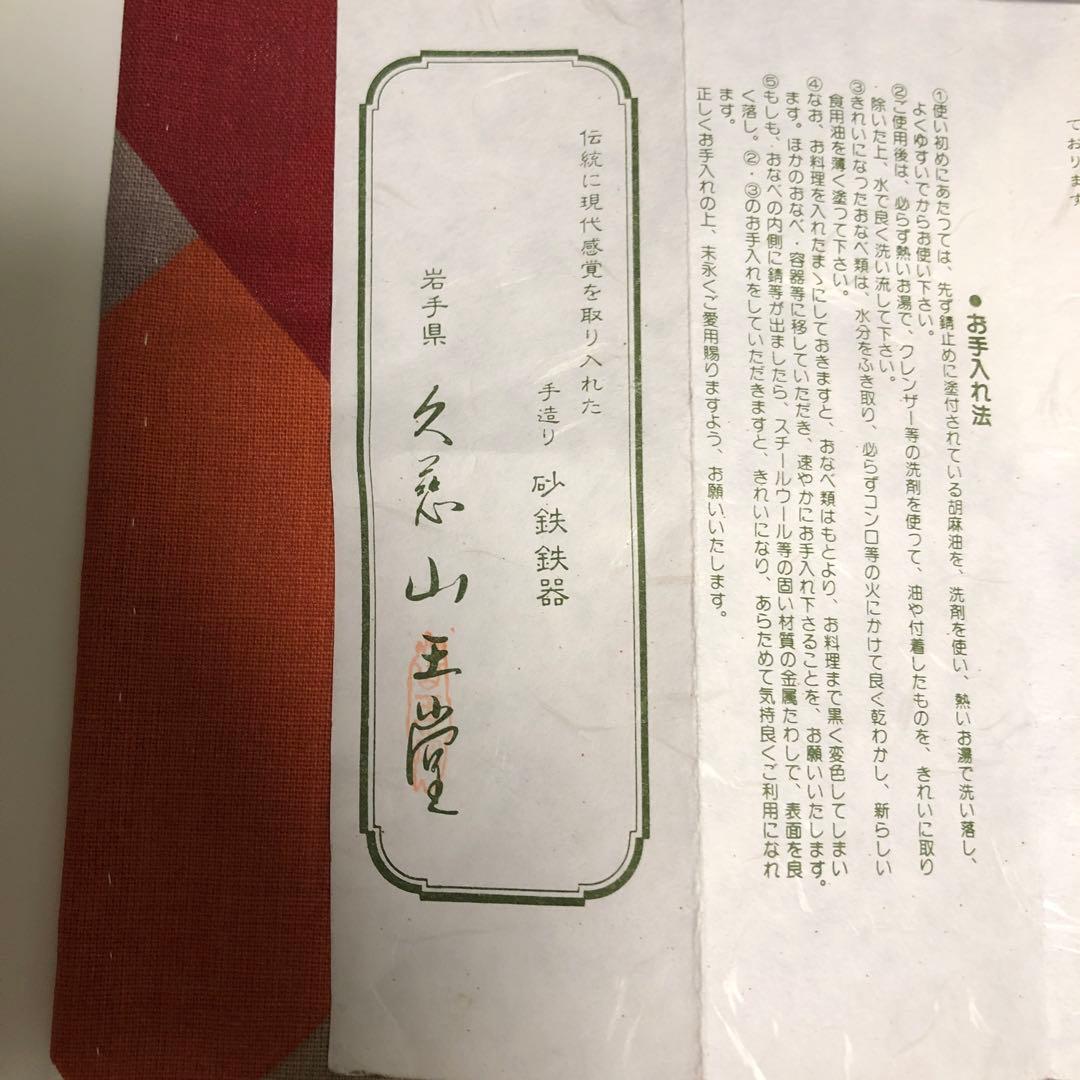 ております
●お手入れ法
①使い初めにあたつては、先ず錆止めに塗付されている胡麻油を、洗剤を使い、熱いお湯で洗い落し、
よくゆすいでからお使い下さい。
②ご使用後は、必らず熱いお湯で、クレンザー等の洗剤を使つて、油や付着したものを、きれいに取り
除いた上、水で良く洗い流して下さい。
③きれいになつたおなべ類は、水分をふき取り、必らずコンロ等の火にかけて良く乾わかし、新らしい
食用油を薄く塗つて下さい。
④なお、お料理を入れたまゝにしておきますと、おなべ類はもとより、お料理まで黒く変色してしまい
ます。ほかのおなべ・容器等に移していただき、速やかにお手入れ下さることを、お願いいたします。
⑤もしも、おなべの内側に錆等が出ましたら、スチールウール等の固い材質の金属たわしで、表面を良
く落し。②・③のお手入れをしていただきますと、きれいになり、あらためて気持良くご利用になれ
ます。
正しくお手入れの上、末永くご愛用賜りますよう、お願いいたします。
伝統に現代感覚を取り入れた
手造り 砂鉄鉄器
岩手県 久慈山王堂